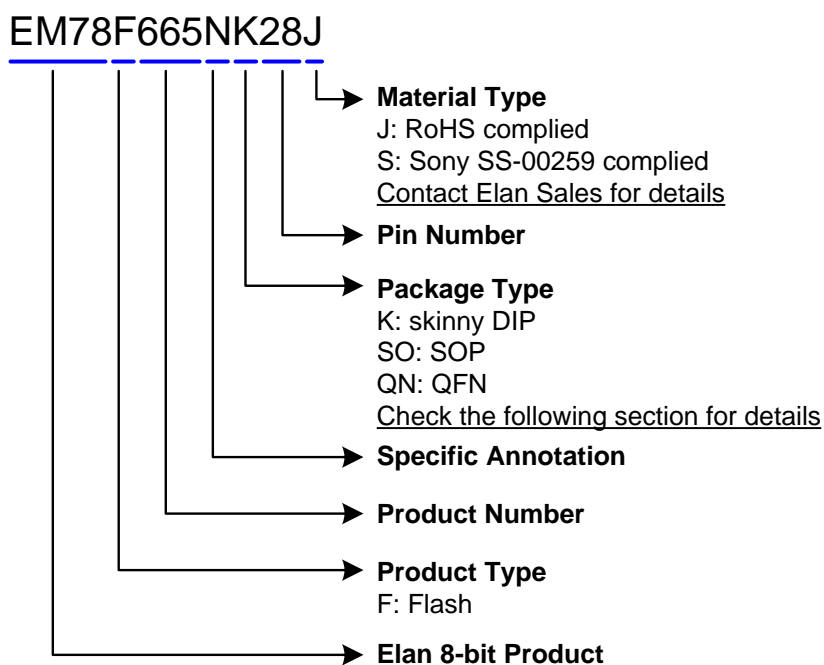 EM78F665NK28J
Material Type
J: RoHS complied
S: Sony SS-00259 complied
Contact Elan Sales for details
Pin Number
Package Type
K: skinny DIP
SO: SOP
QN: QFN
Check the following section for details
Specific Annotation
Product Number
Product Type
F: Flash
Elan 8-bit Product